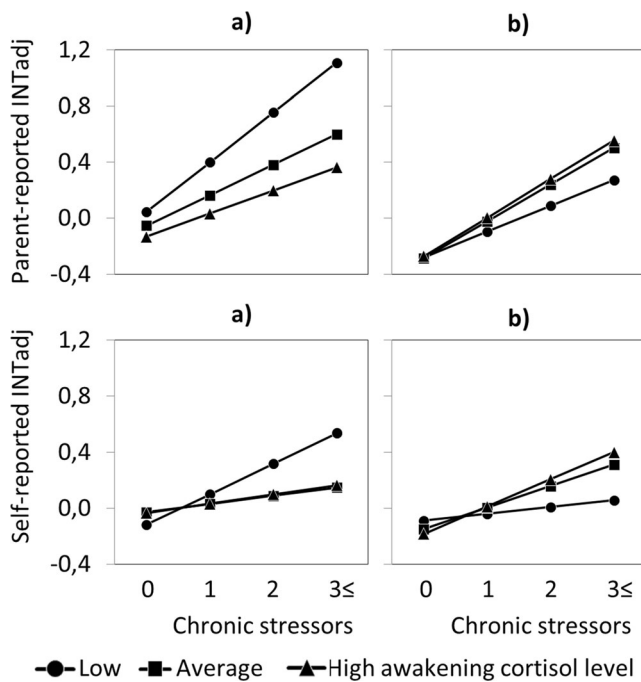 a) b)
Parent-reported INTadj
1,2
0,8
0,4
0,0
-0,4
a) b)
Self-reported INTadj
1,2
0,8
0,4
0,0
-0,4
0 1 2 3≤ 0 1 2 3≤
Chronic stressors Chronic stressors
Low Average High awakening cortisol level